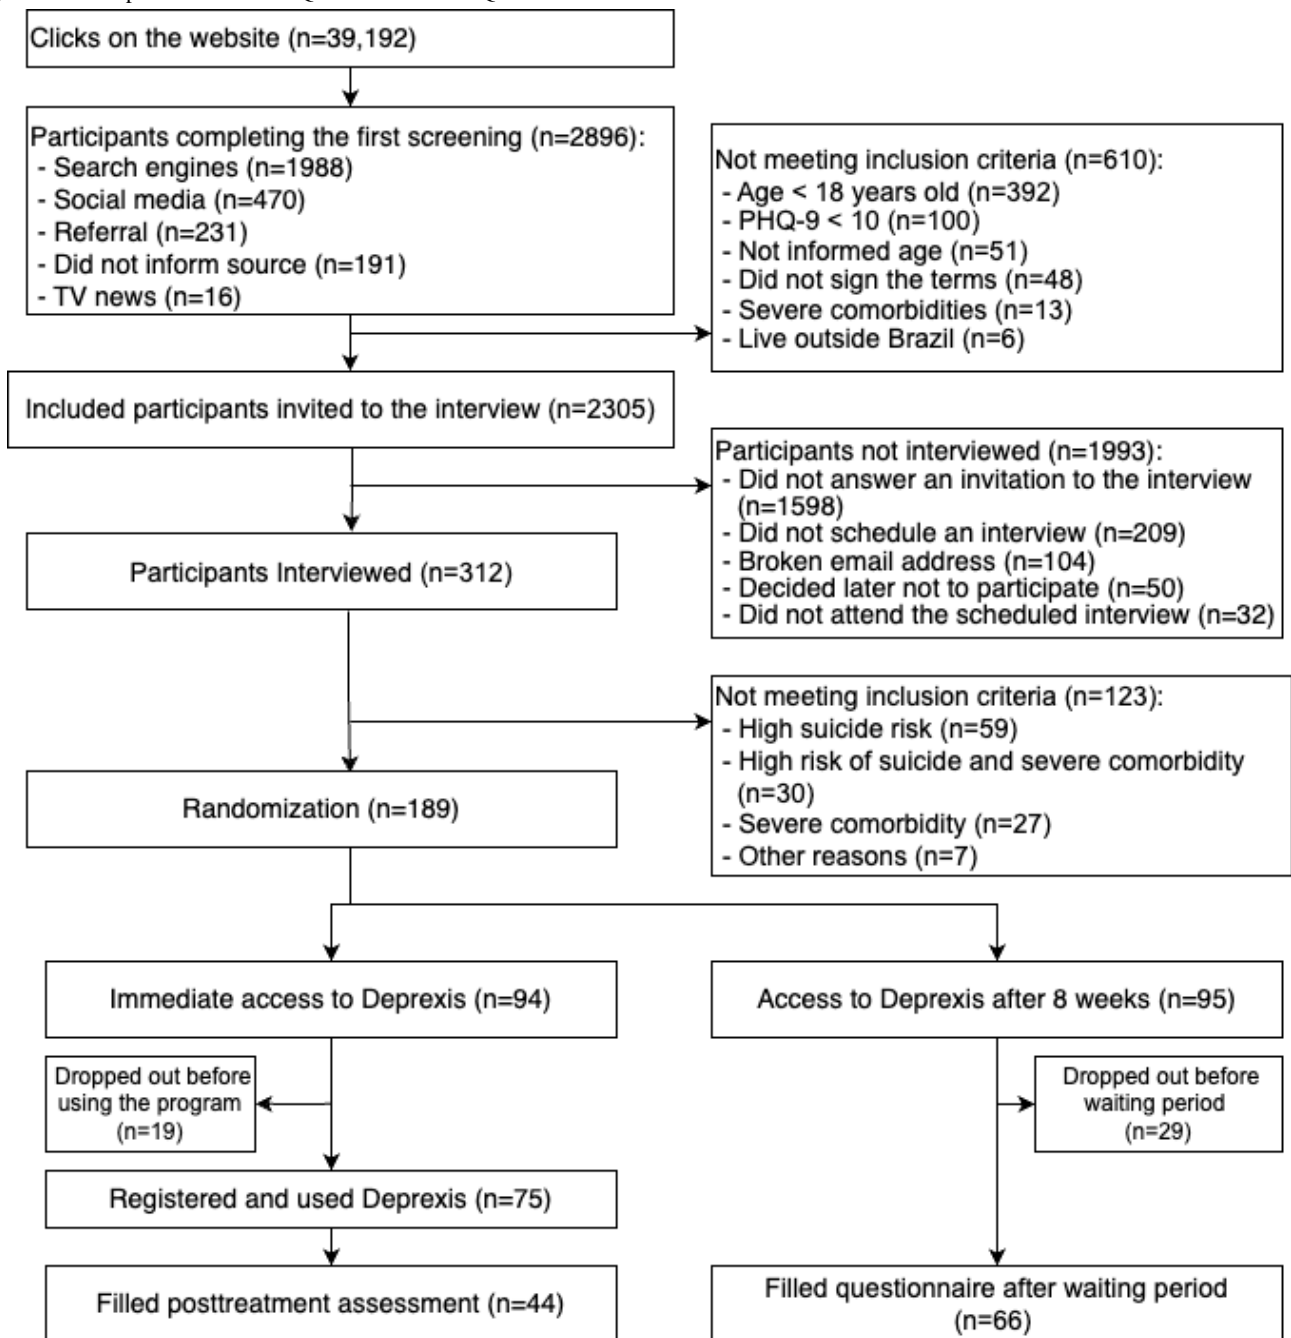 Clicks on the website (n=39,192)
Participants completing the first screening (n=2896):
- Search engines (n=1988)
- Social media (n=470)
- Referral (n=231)
- Did not inform source (n=191)
- TV news (n=16)
Not meeting inclusion criteria (n=610):
- Age < 18 years old (n=392)
- PHQ-9 < 10 (n=100)
- Not informed age (n=51)
- Did not sign the terms (n=48)
- Severe comorbidities (n=13)
- Live outside Brazil (n=6)
Included participants invited to the interview (n=2305)
Participants not interviewed (n=1993):
- Did not answer an invitation to the interview
(n=1598)
- Did not schedule an interview (n=209)
- Broken email address (n=104)
- Decided later not to participate (n=50)
- Did not attend the scheduled interview (n=32)
Participants Interviewed (n=312)
Not meeting inclusion criteria (n=123):
- High suicide risk (n=59)
- High risk of suicide and severe comorbidity
(n=30)
- Severe comorbidity (n=27)
- Other reasons (n=7)
Randomization (n=189)
Immediate access to Deprexis (n=94)
Access to Deprexis after 8 weeks (n=95)
Dropped out before
using the program
(n=19)
Dropped out before
waiting period
(n=29)
Registered and used Deprexis (n=75)
Filled posttreatment assessment (n=44)
Filled questionnaire after waiting period
(n=66)